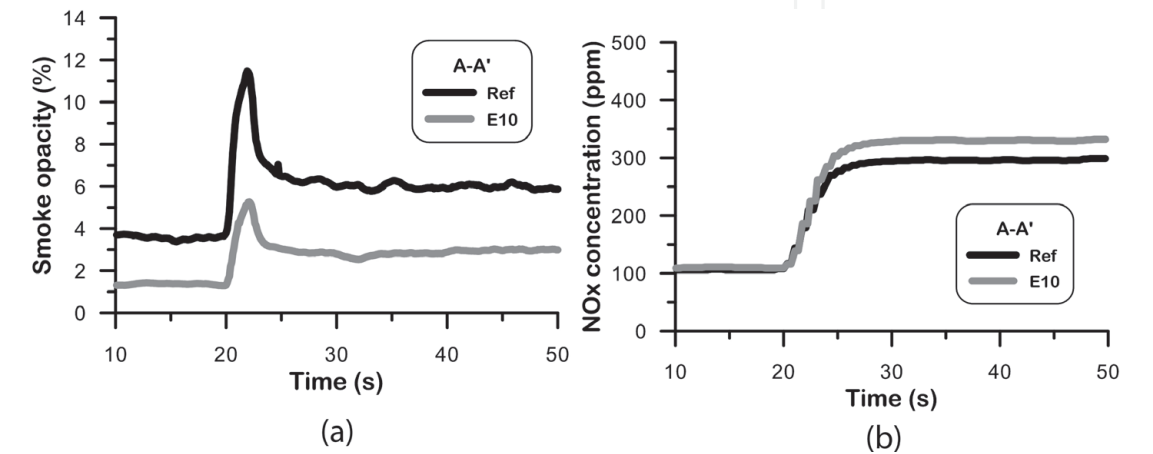 Smoke opacity (%)
14
12
10
8
6
4
2
0
A-A'
Ref
E10
10 20 30 40 50
Time (s)
(a)
NOx concentration (ppm)
500
400
300
200
100
0
A-A'
Ref
E10
10 20 30 40 50
Time (s)
(b)